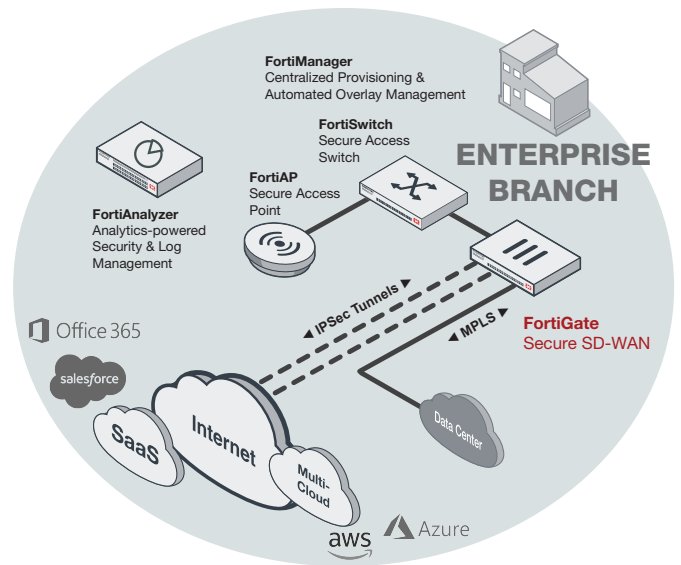 FortiManager
Centralized Provisioning &
Automated Overlay Management
FortiSwitch
Secure Access
Switch
ENTERPRISE
BRANCH
FortiAP
Secure Access
Point
FortiAnalyzer
Analytics-powered
Security & Log
Management
IPSec Tunnels
MPLS
FortiGate
Secure SD-WAN
Office 365
salesforce
SaaS
Internet
Multi-
Cloud
Data Center
aws
Azure